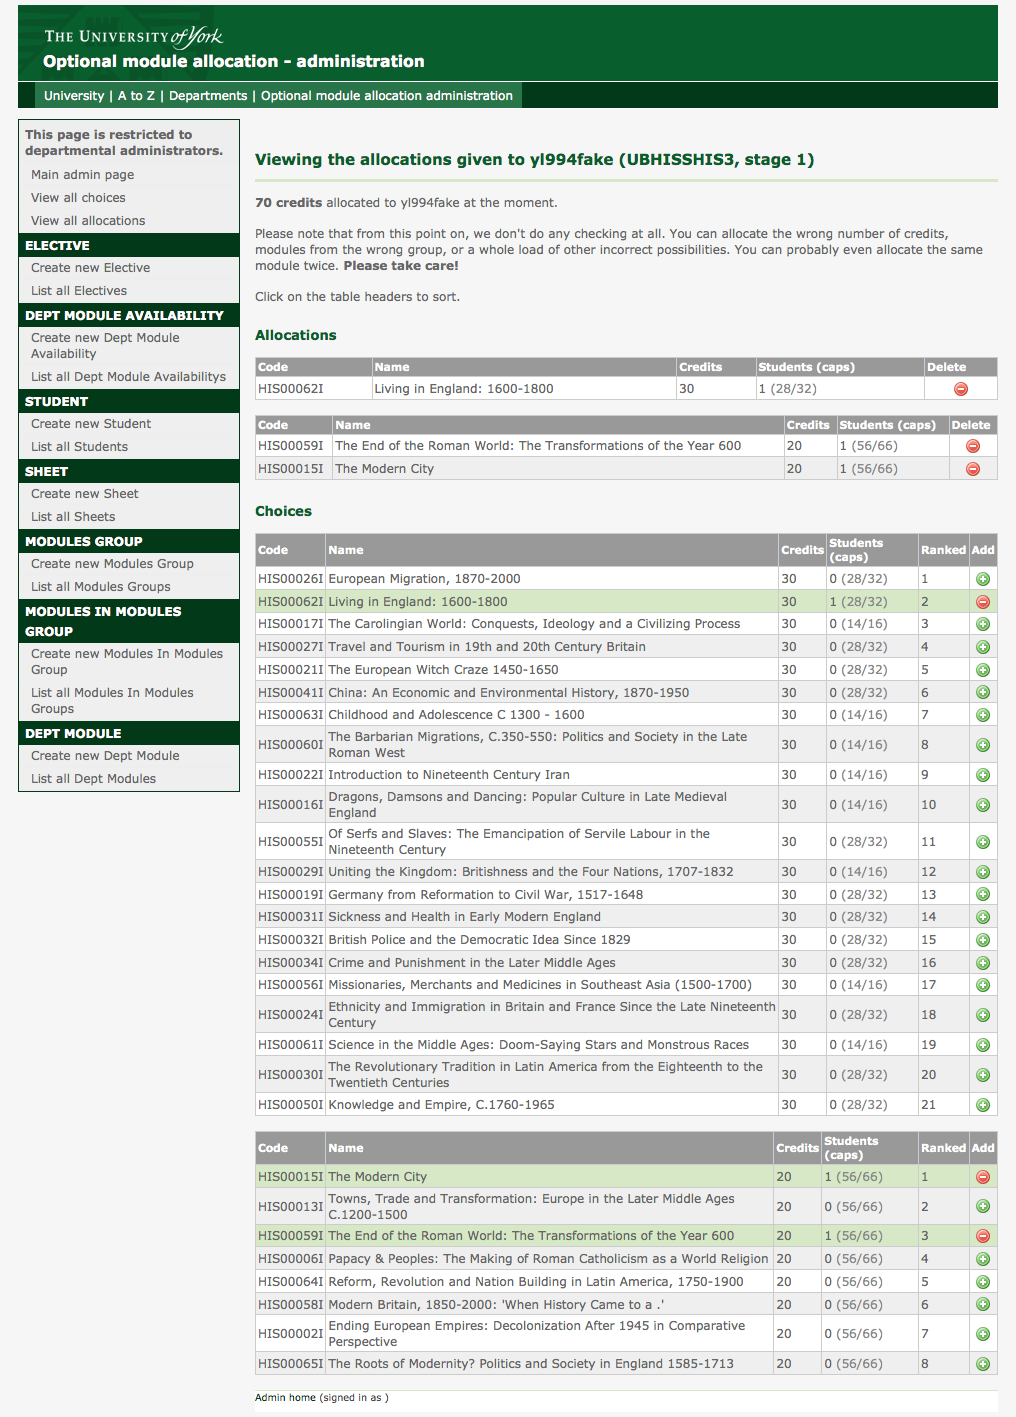 THE UNIVERSITY of York
Optional module allocation - administration
University | A to Z | Departments | Optional module allocation administration
This page is restricted to
departmental administrators.
Main admin page
View all choices
View all allocations
ELECTIVE
Create new Elective
List all Electives
DEPT MODULE AVAILABILITY
Create new Dept Module
Availability
List all Dept Module Availabilitys
STUDENT
Create new Student
List all Students
SHEET
Create new Sheet
List all Sheets
MODULES GROUP
Create new Modules Group
List all Modules Groups
MODULES IN MODULES
GROUP
Create new Modules In Modules
Group
List all Modules In Modules
Groups
DEPT MODULE
Create new Dept Module
List all Dept Modules
Viewing the allocations given to yl994fake (UBHISSHIS3, stage 1)
70 credits allocated to yl994fake at the moment.
Please note that from this point on, we don't do any checking at all. You can allocate the wrong number of credits,
modules from the wrong group, or a whole load of other incorrect possibilities. You can probably even allocate the same
module twice. Please take care!
Click on the table headers to sort.
Allocations
Code Name Credits Students (caps) Delete
HIS00062I Living in England: 1600-1800 30 1 (28/32)
Code Name Credits Students (caps) Delete
HIS00059I The End of the Roman World: The Transformations of the Year 600 20 1 (56/66)
HIS00015I The Modern City 20 1 (56/66)
Choices
Code Name Credits Students (caps) Ranked Add
HIS00026I European Migration, 1870-2000 30 0 (28/32) 1
HIS00062I Living in England: 1600-1800 30 1 (28/32) 2
HIS00017I The Carolingian World: Conquests, Ideology and a Civilizing Process 30 0 (14/16) 3
HIS00027I Travel and Tourism in 19th and 20th Century Britain 30 0 (28/32) 4
HIS00021I The European Witch Craze 1450-1650 30 0 (28/32) 5
HIS00041I China: An Economic and Environmental History, 1870-1950 30 0 (28/32) 6
HIS00063I Childhood and Adolescence C 1300 - 1600 30 0 (14/16) 7
HIS00060I The Barbarian Migrations, C.350-550: Politics and Society in the Late
Roman West 30 0 (14/16) 8
HIS00022I Introduction to Nineteenth Century Iran 30 0 (14/16) 9
HIS00016I Dragons, Damsons and Dancing: Popular Culture in Late Medieval
England 30 0 (14/16) 10
HIS00055I Of Serfs and Slaves: The Emancipation of Servile Labour in the
Nineteenth Century 30 0 (28/32) 11
HIS00029I Uniting the Kingdom: Britishness and the Four Nations, 1707-1832 30 0 (14/16) 12
HIS00019I Germany from Reformation to Civil War, 1517-1648 30 0 (28/32) 13
HIS00031I Sickness and Health in Early Modern England 30 0 (28/32) 14
HIS00032I British Police and the Democratic Idea Since 1829 30 0 (28/32) 15
HIS00034I Crime and Punishment in the Later Middle Ages 30 0 (28/32) 16
HIS00056I Missionaries, Merchants and Medicines in Southeast Asia (1500-1700) 30 0 (14/16) 17
HIS00024I Ethnicity and Immigration in Britain and France Since the Late Nineteenth
Century 30 0 (28/32) 18
HIS00061I Science in the Middle Ages: Doom-Saying Stars and Monstrous Races 30 0 (14/16) 19
HIS00030I The Revolutionary Tradition in Latin America from the Eighteenth to the
Twentieth Centuries 30 0 (28/32) 20
HIS00050I Knowledge and Empire, C.1760-1965 30 0 (28/32) 21
Code Name Credits Students (caps) Ranked Add
HIS00015I The Modern City 20 1 (56/66) 1
HIS00013I Towns, Trade and Transformation: Europe in the Later Middle Ages
C.1200-1500 20 0 (56/66) 2
HIS00059I The End of the Roman World: The Transformations of the Year 600 20 1 (56/66) 3
HIS00006I Papacy & Peoples: The Making of Roman Catholicism as a World Religion 20 0 (56/66) 4
HIS00064I Reform, Revolution and Nation Building in Latin America, 1750-1900 20 0 (56/66) 5
HIS00058I Modern Britain, 1850-2000: 'When History Came to a .' 20 0 (56/66) 6
HIS00002I Ending European Empires: Decolonization After 1945 in Comparative
Perspective 20 0 (56/66) 7
HIS00065I The Roots of Modernity? Politics and Society in England 1585-1713 20 0 (56/66) 8
Admin home (signed in as )